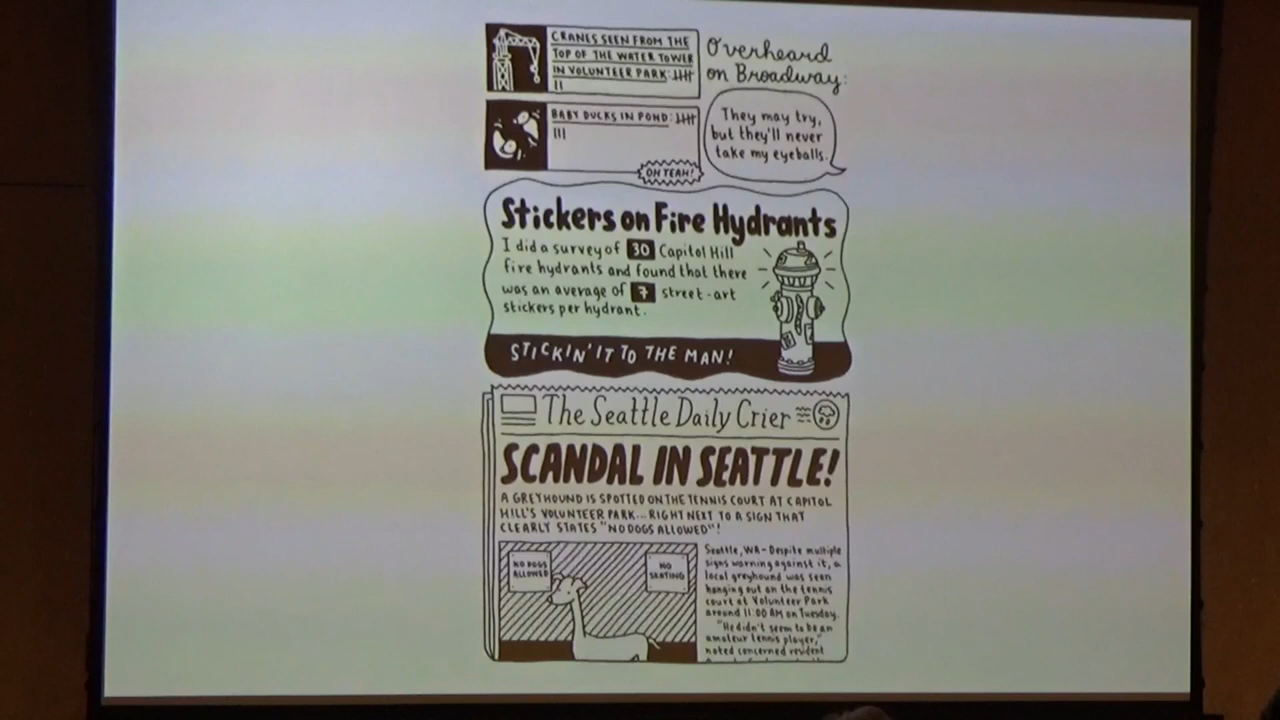 CRANES SEEN FROM THE
TOP OF THE WATER TOWER
IN VOLUNTEER PARK:
BABY DUCKS IN POND:
OH YEAH!
Overheard
on Broadway:
They may try,
but they'll never
take my eyeballs.
Stickers on Fire Hydrants
I did a survey of 30 Capitol Hill
fire hydrants and found that there
was an average of 7 street-art
stickers per hydrant.
STICKIN' IT TO THE MAN!
The Seattle Daily Crier
SCANDAL IN SEATTLE!
A GREYHOUND IS SPOTTED ON THE TENNIS COURT AT CAPITOL
HILL'S VOLUNTEER PARK... RIGHT NEXT TO A SIGN THAT
CLEARLY STATES "NO DOGS ALLOWED"!
NO DOGS
ALLOWED
NO
SKATING
Seattle, WA - Despite multiple
signs warning against it, a
local greyhound was seen
hanging out on the tennis
court at Volunteer Park
around 11:00 AM on Tuesday.
"He didn't seem to be an
amateur tennis player,"
noted concerned resident